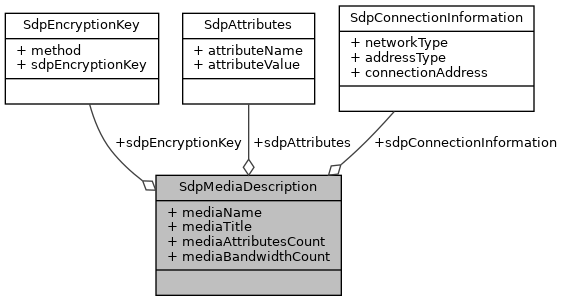 SdpEncryptionKey
+ method
+ sdpEncryptionKey
SdpAttributes
+ attributeName
+ attributeValue
SdpConnectionInformation
+ networkType
+ addressType
+ connectionAddress
+sdpEncryptionKey
+sdpAttributes
+sdpConnectionInformation
SdpMediaDescription
+ mediaName
+ mediaTitle
+ mediaAttributesCount
+ mediaBandwidthCount